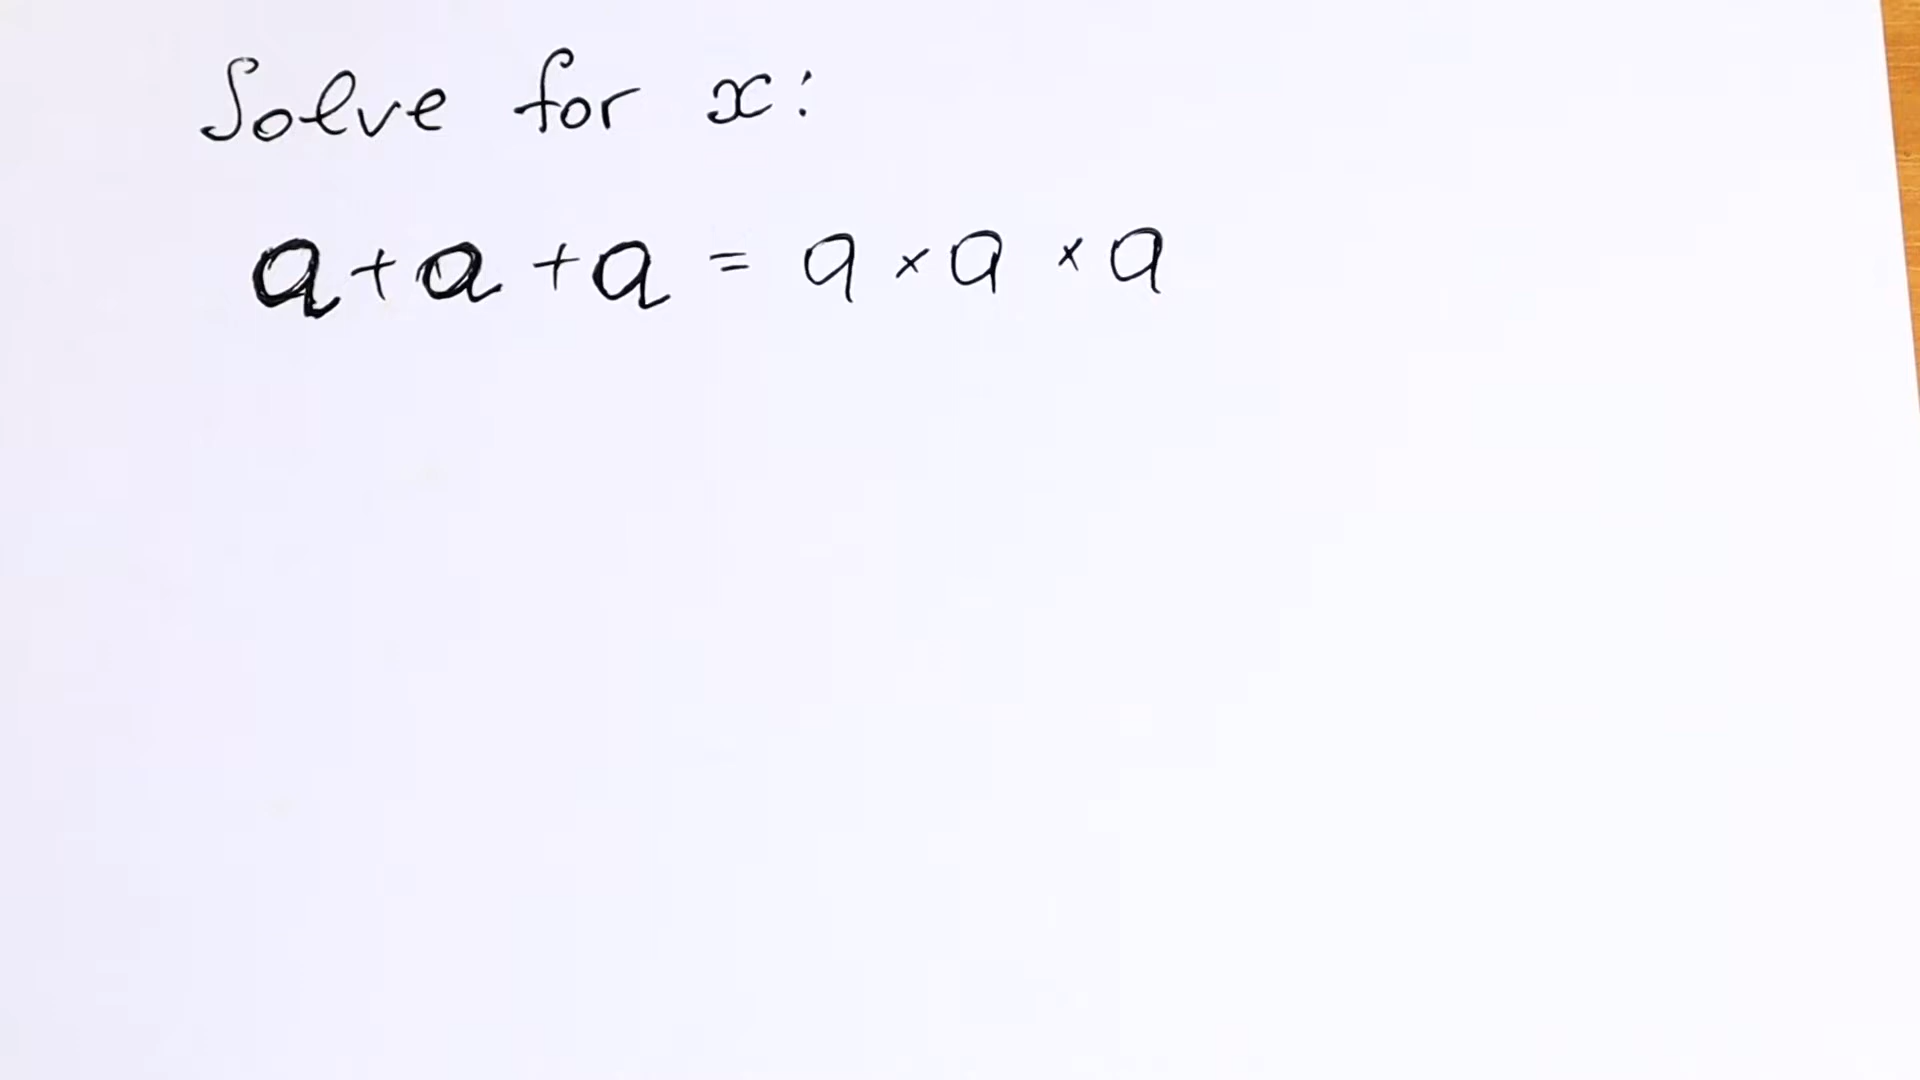 Solve for x:
a + a + a = a × a × a